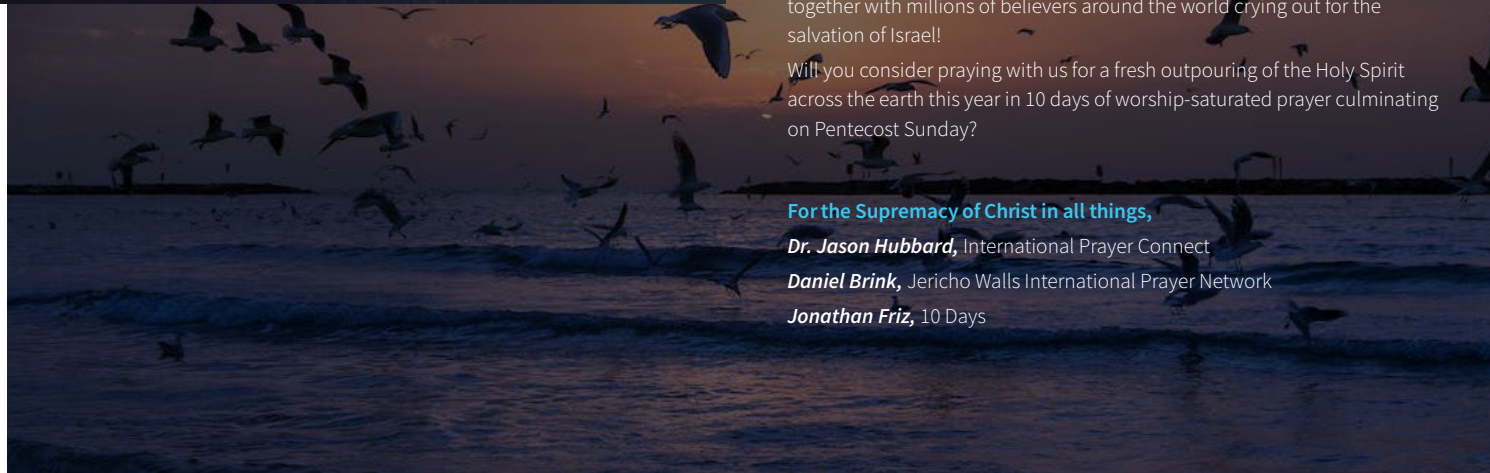 together with millions of believers around the world crying out for the
salvation of Israel!
Will you consider praying with us for a fresh outpouring of the Holy Spirit
across the earth this year in 10 days of worship-saturated prayer culminating
on Pentecost Sunday?
For the Supremacy of Christ in all things,
Dr. Jason Hubbard, International Prayer Connect
Daniel Brink, Jericho Walls International Prayer Network
Jonathan Friz, 10 Days